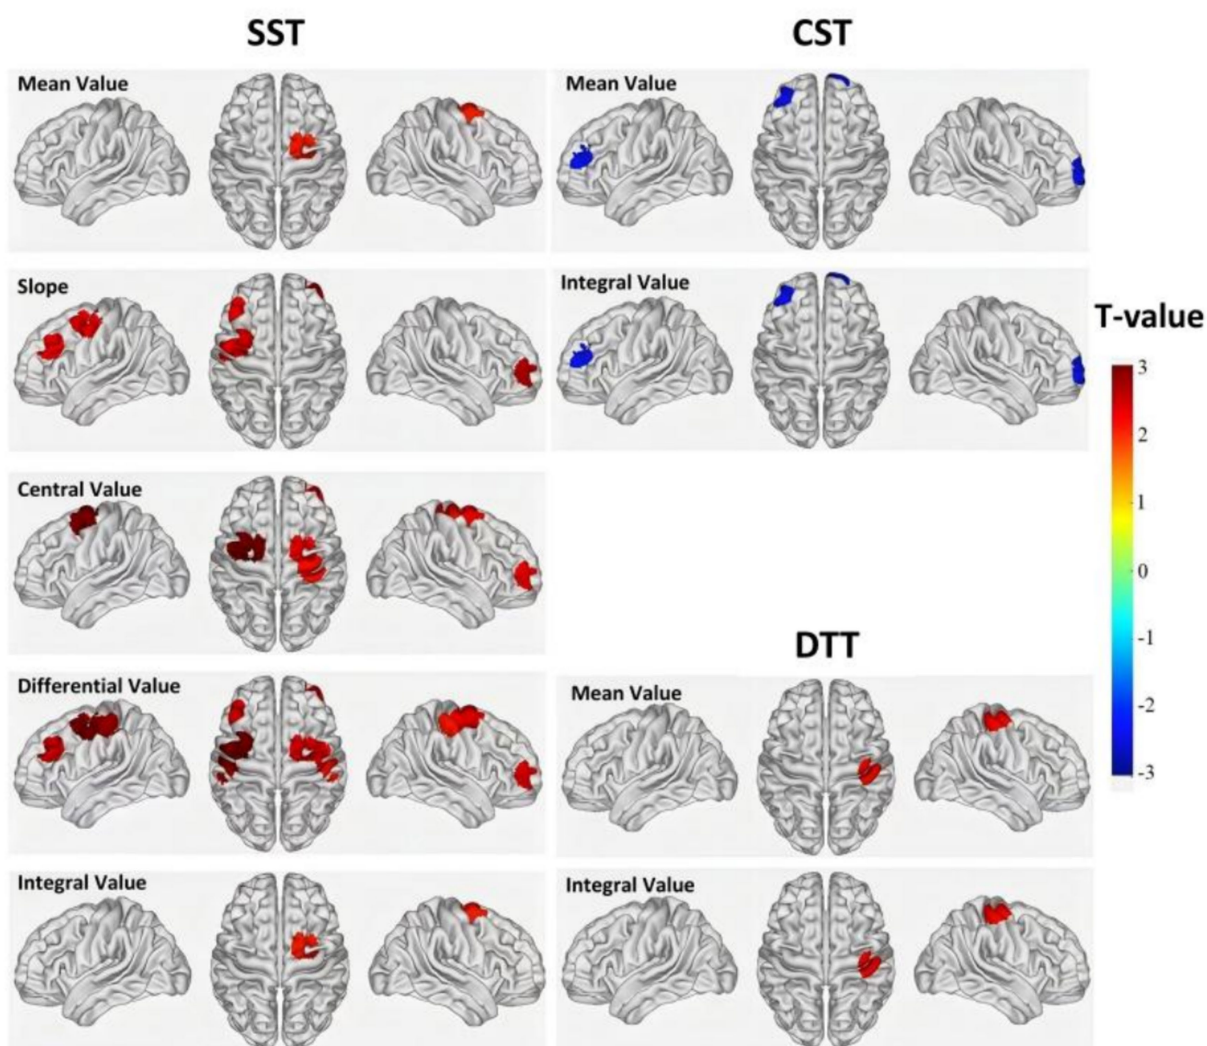 SST
CST
Mean Value
Mean Value
Slope
Integral Value
T-value
3
2
1
0
-1
-2
-3
Central Value
DTT
Differential Value
Mean Value
Integral Value
Integral Value